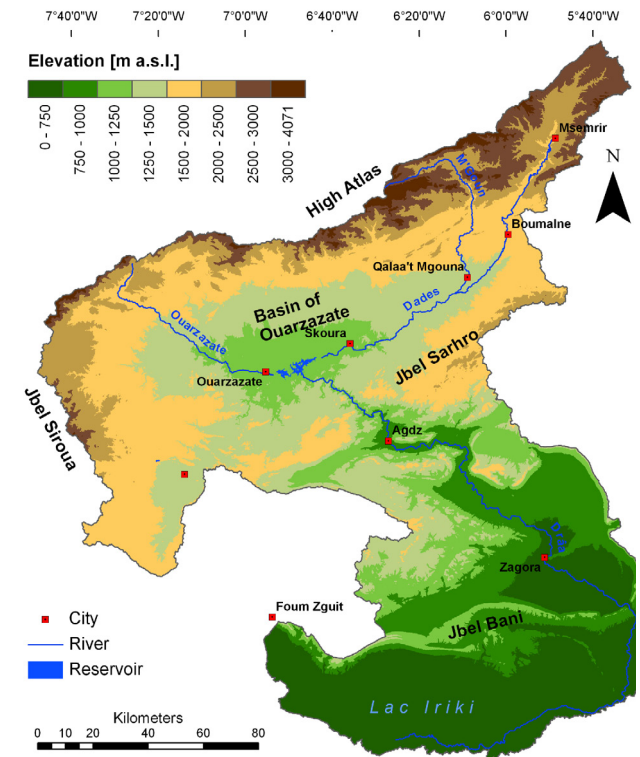 7°40'0"W 7°20'0"W 7°0'0"W 6°40'0"W 6°20'0"W 6°0'0"W 5°40'0"W
Elevation [m a.s.l.]
0 - 750
750 - 1000
1000 - 1250
1250 - 1500
1500 - 2000
2000 - 2500
2500 - 3000
3000 - 4071
Msemrir
N
M'Goun
High Atlas
Boumalne
Qalaa't Mgouna
Dades
Basin of
Ouarzazate
Skoura
Ouarzazate
Ouarzazate
Jbel Sarhro
Jbel Siroua
Agdz
Zagora
Foum Zguit
Jbel Bani
City
River
Reservoir
Lac Iriki
Kilometers
0 10 20 40 60 80